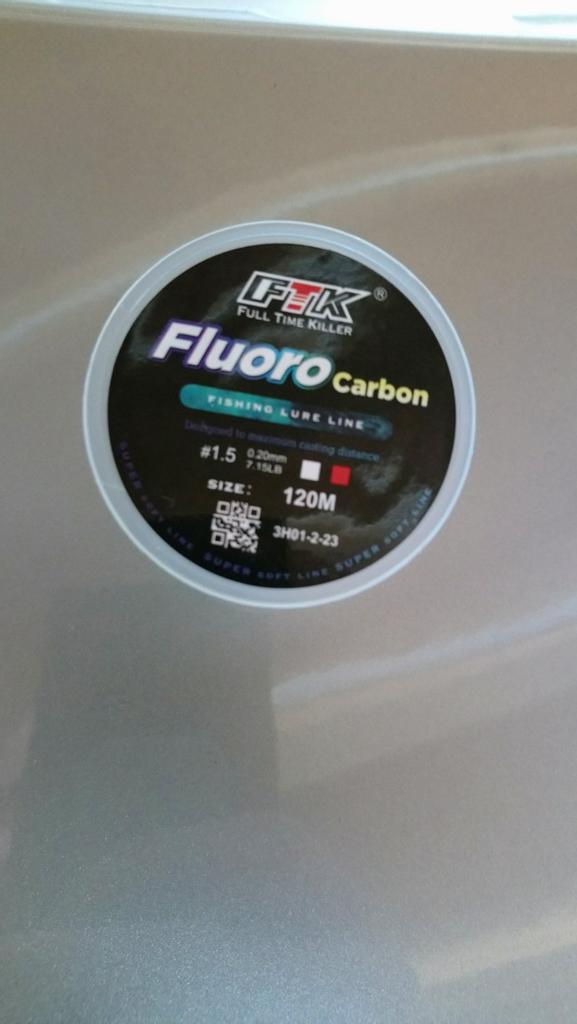 FTK®
FULL TIME KILLER
Fluoro Carbon
FISHING LURE LINE
Designed to maximum casting distance
#1.5 0.20mm
7.15LB
SIZE: 120M
3H01-2-23
SUPER SOFT LINE SUPER SOFT LINE SUPER SOFT LINE